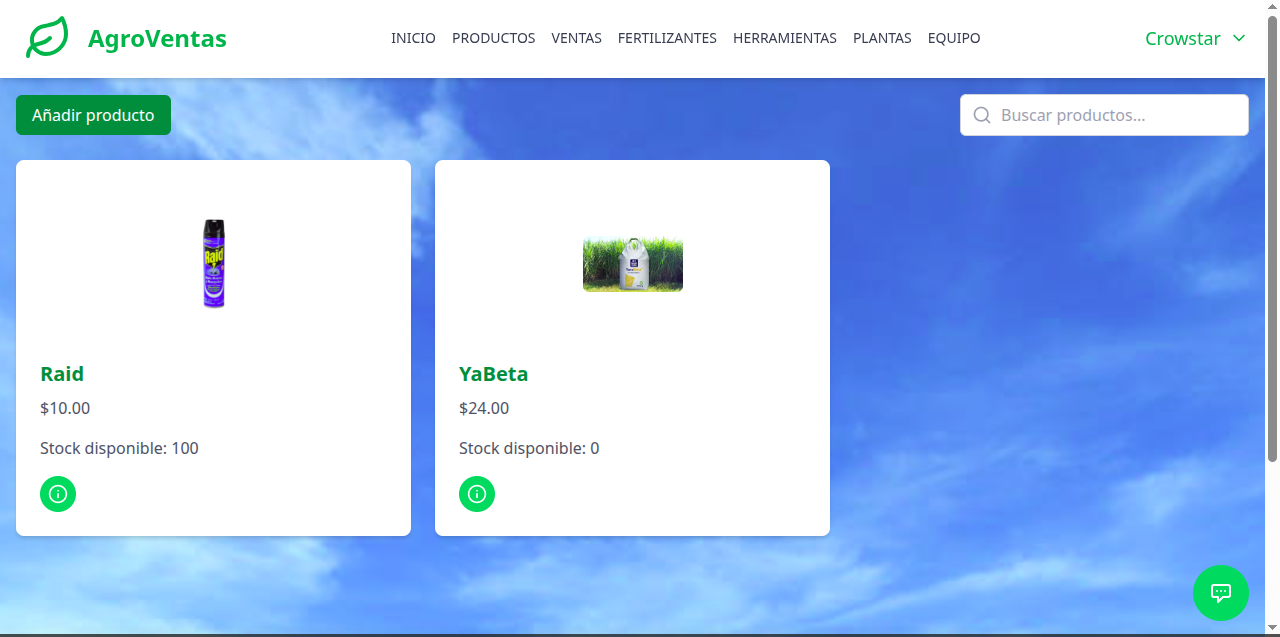 AgroVentas
INICIO PRODUCTOS VENTAS FERTILIZANTES HERRAMIENTAS PLANTAS EQUIPO
Crowstar
Añadir producto
Buscar productos...
Raid
Raid
$10.00
Stock disponible: 100
YaBeta
$24.00
Stock disponible: 0